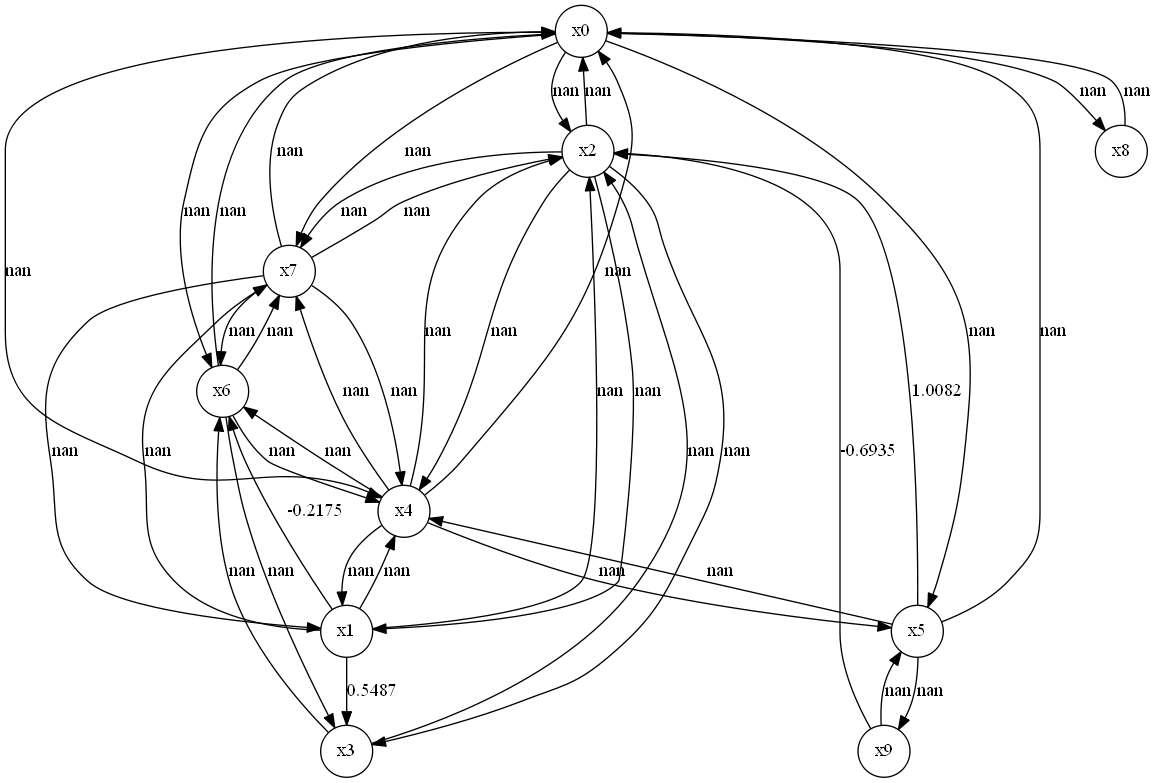 x0
nan nan nan nan
x2 x8
nan nan
nan nan nan nan
x7
nan nan
nan nan nan nan
x6
nan nan 1.0082
nan nan
nan nan nan nan nan -0.6935
x4
-0.2175
nan nan nan nan nan nan
x1 x5
0.5487 nan nan
x3 x9